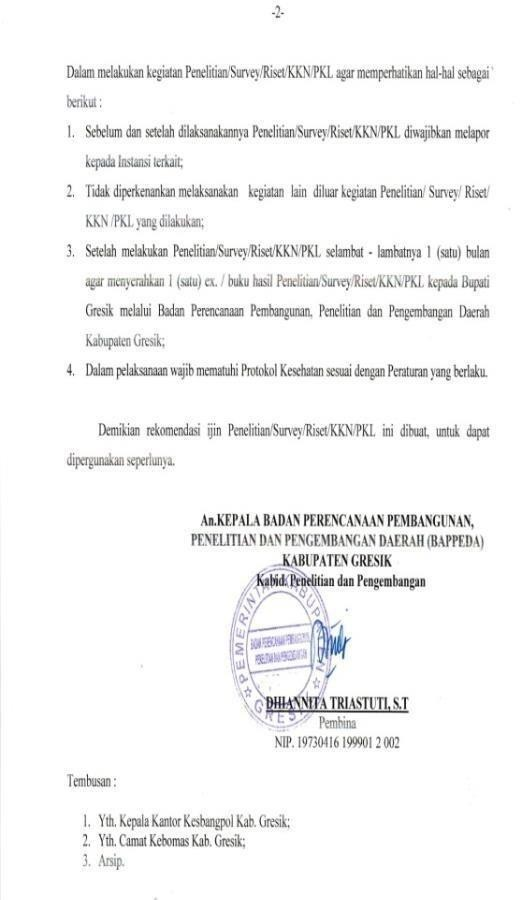 -2-
Dalam melakukan kegiatan Penelitian/Survey/Riset/KKN/PKL agar memperhatikan hal-hal sebagai
berikut :
1. Sebelum dan setelah dilaksanakannya Penelitian/Survey/Riset/KKN/PKL diwajibkan melapor
kepada Instansi terkait;
2. Tidak diperkenankan melaksanakan kegiatan lain diluar kegiatan Penelitian/ Survey/ Riset/
KKN /PKL yang dilakukan;
3. Setelah melakukan Penelitian/Survey/Riset/KKN/PKL selambat - lambatnya 1 (satu) bulan
agar menyerahkan 1 (satu) ex. / buku hasil Penelitian/Survey/Riset/KKN/PKL kepada Bupati
Gresik melalui Badan Perencanaan Pembangunan, Penelitian dan Pengembangan Daerah
Kabupaten Gresik;
4. Dalam pelaksanaan wajib mematuhi Protokol Kesehatan sesuai dengan Peraturan yang berlaku.
Demikian rekomendasi ijin Penelitian/Survey/Riset/KKN/PKL ini dibuat, untuk dapat
dipergunakan seperlunya.
An.KEPALA BADAN PERENCANAAN PEMBANGUNAN,
PENELITIAN DAN PENGEMBANGAN DAERAH (BAPPEDA)
KABUPATEN GRESIK
Kabid. Penelitian dan Pengembangan
PEMERINTAH KABUPATEN
BADAN PERENCANAAN PEMBANGUNAN
PENELITIAN DAN PENGEMBANGAN
GRESIK
DHIANNITA TRIASTUTI, S.T
Pembina
NIP. 19730416 199901 2 002
Tembusan :
1. Yth. Kepala Kantor Kesbangpol Kab. Gresik;
2. Yth. Camat Kebomas Kab. Gresik;
3. Arsip.